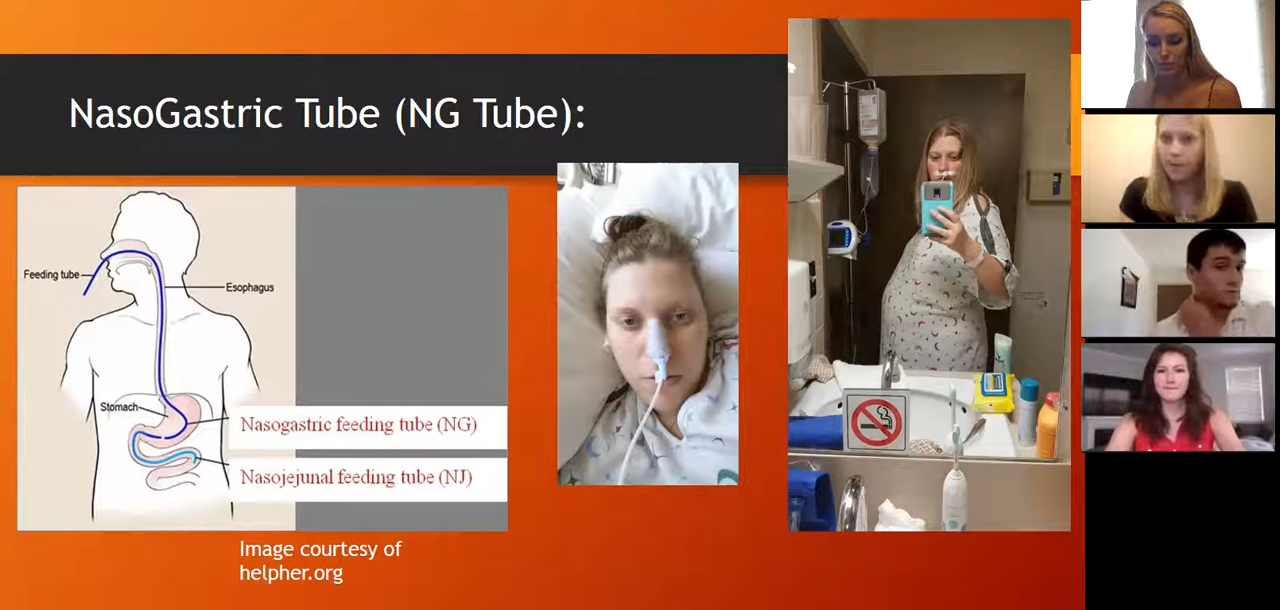 NasoGastric Tube (NG Tube):
Feeding tube
Esophagus
Stomach
Nasogastric feeding tube (NG)
Nasojejunal feeding tube (NJ)
Image courtesy of
helpher.org